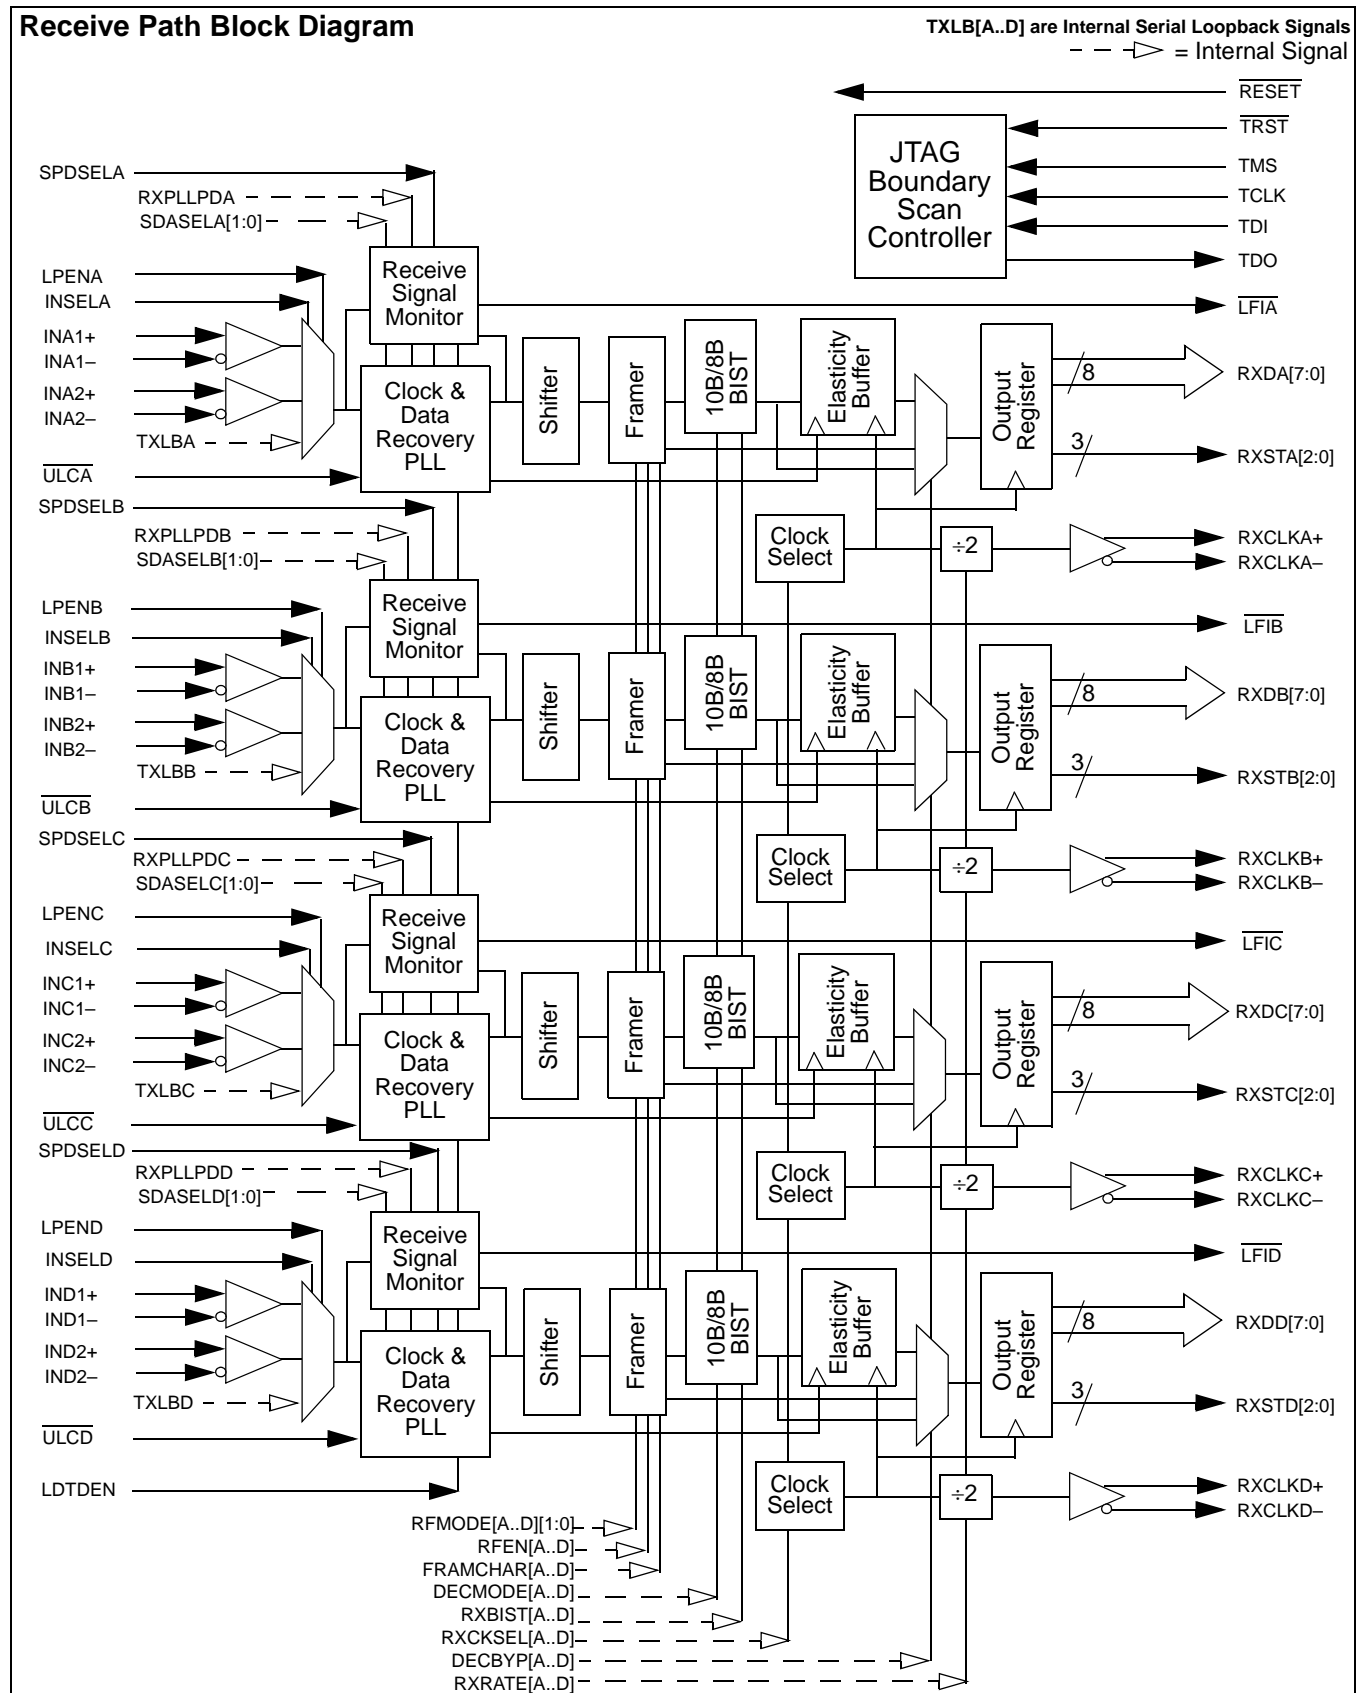 Receive Path Block Diagram
TXLB[A..D] are Internal Serial Loopback Signals
= Internal Signal
RESET
TRST
TMS
TCLK
TDI
TDO
JTAG
Boundary
Scan
Controller
SPDSELA
RXPLLPDA
SDASELA[1:0]
LPENA
INSELA
INA1+
INA1–
INA2+
INA2–
TXLBA
ULCA
Receive
Signal
Monitor
Clock &
Data
Recovery
PLL
Shifter
Framer
10B/8B
BIST
Elasticity
Buffer
Output
Register
8
3
LFIA
RXDA[7:0]
RXSTA[2:0]
Clock
Select
÷2
RXCLKA+
RXCLKA–
SPDSELB
RXPLLPDB
SDASELB[1:0]
LPENB
INSELB
INB1+
INB1–
INB2+
INB2–
TXLBB
ULCB
Receive
Signal
Monitor
Clock &
Data
Recovery
PLL
Shifter
Framer
10B/8B
BIST
Elasticity
Buffer
Output
Register
8
3
LFIB
RXDB[7:0]
RXSTB[2:0]
Clock
Select
÷2
RXCLKB+
RXCLKB–
SPDSELC
RXPLLPDC
SDASELC[1:0]
LPENC
INSELC
INC1+
INC1–
INC2+
INC2–
TXLBC
ULCC
Receive
Signal
Monitor
Clock &
Data
Recovery
PLL
Shifter
Framer
10B/8B
BIST
Elasticity
Buffer
Output
Register
8
3
LFIC
RXDC[7:0]
RXSTC[2:0]
Clock
Select
÷2
RXCLKC+
RXCLKC–
SPDSELD
RXPLLPDD
SDASELD[1:0]
LPEND
INSELD
IND1+
IND1–
IND2+
IND2–
TXLBD
ULCD
Receive
Signal
Monitor
Clock &
Data
Recovery
PLL
Shifter
Framer
10B/8B
BIST
Elasticity
Buffer
Output
Register
8
3
LFID
RXDD[7:0]
RXSTD[2:0]
Clock
Select
÷2
RXCLKD+
RXCLKD–
LDTDEN
RFMODE[A..D][1:0]
RFEN[A..D]
FRAMCHAR[A..D]
DECMODE[A..D]
RXBIST[A..D]
RXCKSEL[A..D]
DECBYP[A..D]
RXRATE[A..D]